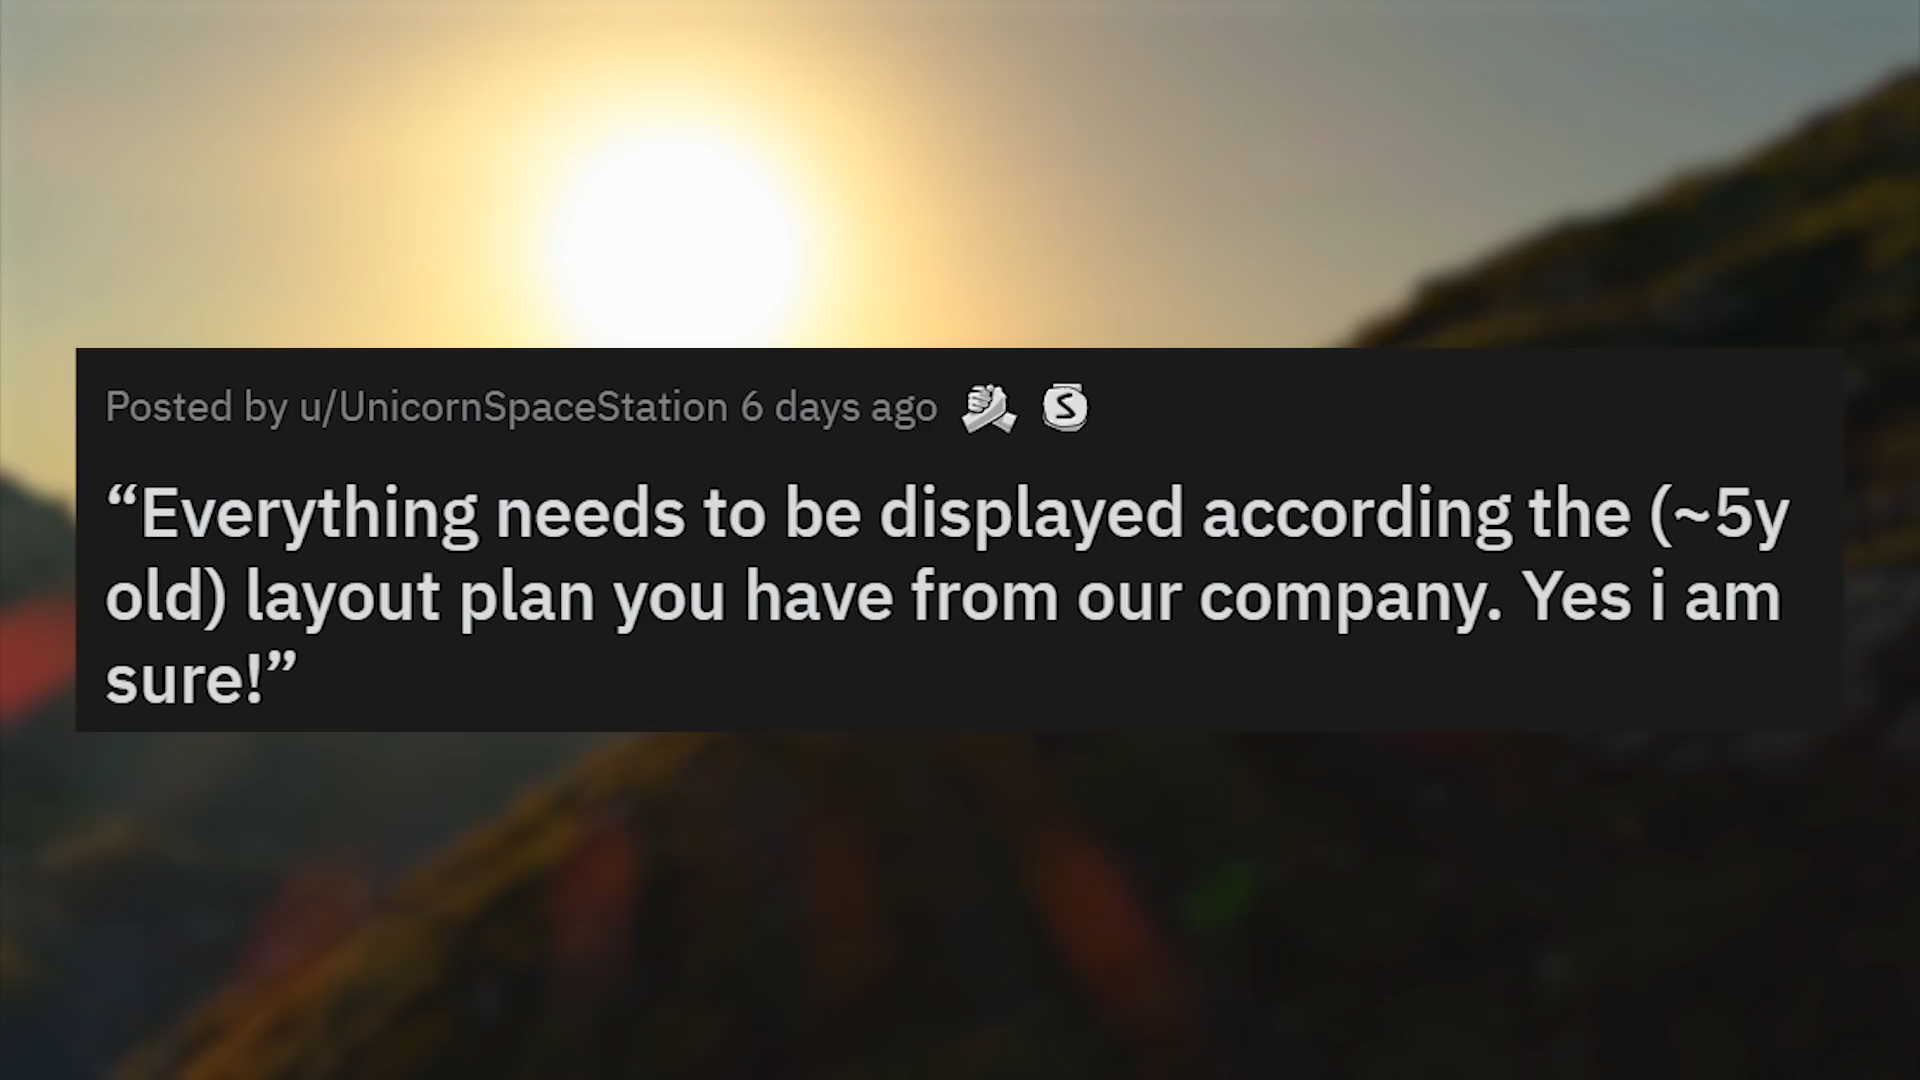 Posted by u/UnicornSpaceStation 6 days ago
“Everything needs to be displayed according the (~5y
old) layout plan you have from our company. Yes i am
sure!”